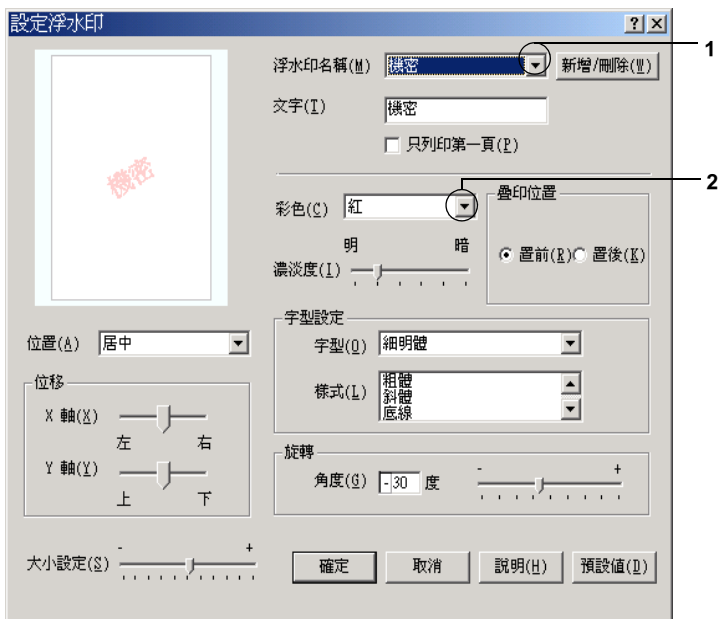 設定浮水印
1
浮水印名稱(M) 機密 新增/刪除(W)
文字(T) 機密
只列印第一頁(P)
機密
2
彩色(C) 紅
疊印位置
明 暗
濃淡度(I)
置前(R) 置後(K)
位置(A) 居中
字型設定
字型(O) 細明體
樣式(L) 粗體
斜體
底線
位移
X 軸(X)
左 右
Y 軸(Y)
上 下
旋轉
角度(G) -30 度 - +
大小設定(S) - +
確定 取消 說明(H) 預設值(D)